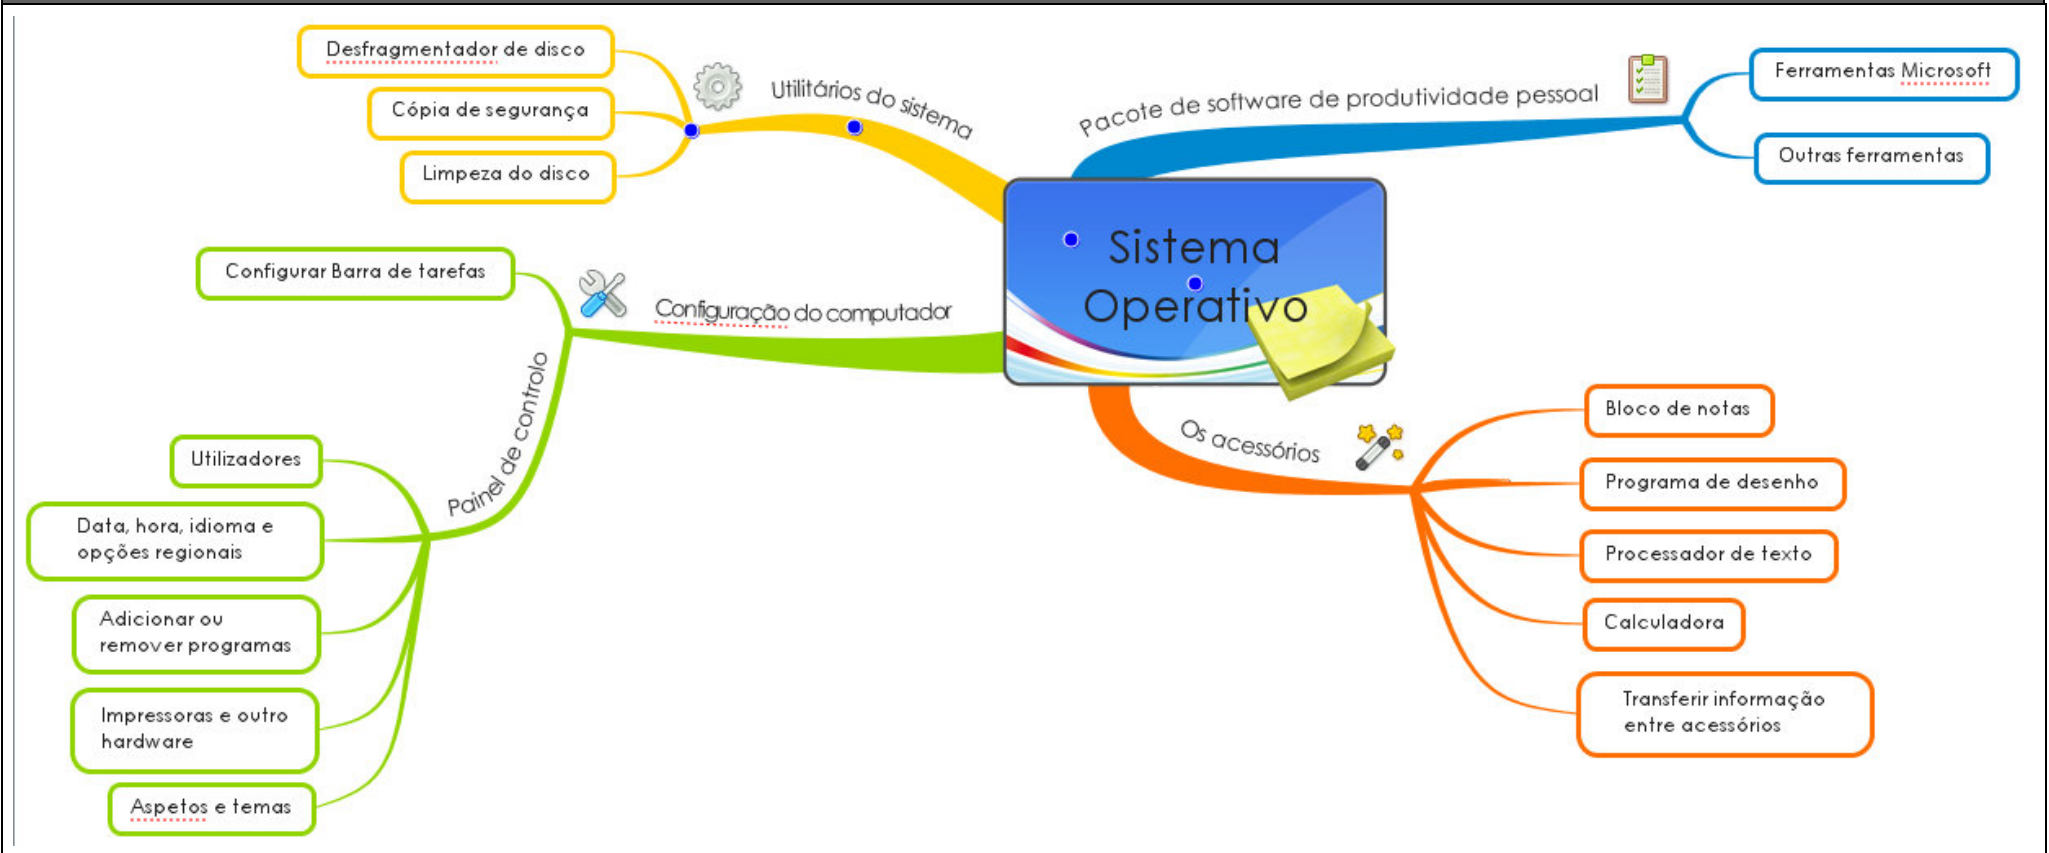 Sistema
Operativo
Utilitários do sistema
Desfragmentador de disco
Cópia de segurança
Limpeza do disco
Configuração do computador
Configurar Barra de tarefas
Painel de controlo
Utilizadores
Data, hora, idioma e
opções regionais
Adicionar ou
remover programas
Impressoras e outro
hardware
Aspetos e temas
Pacote de software de produtividade pessoal
Ferramentas Microsoft
Outras ferramentas
Os acessórios
Bloco de notas
Programa de desenho
Processador de texto
Calculadora
Transferir informação
entre acessórios